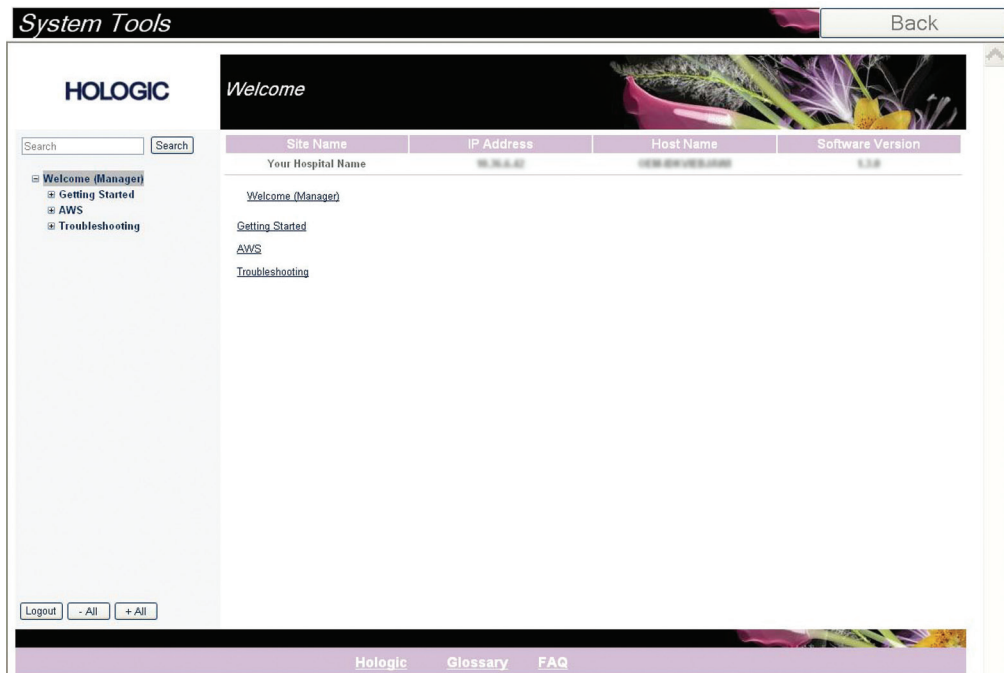 System Tools
Back
HOLOGIC
Welcome
Search Search
Site Name IP Address Host Name Software Version
Your Hospital Name
Welcome (Manager)
Getting Started
AWS
Troubleshooting
Welcome (Manager)
Getting Started
AWS
Troubleshooting
Logout - All + All
Hologic Glossary FAQ